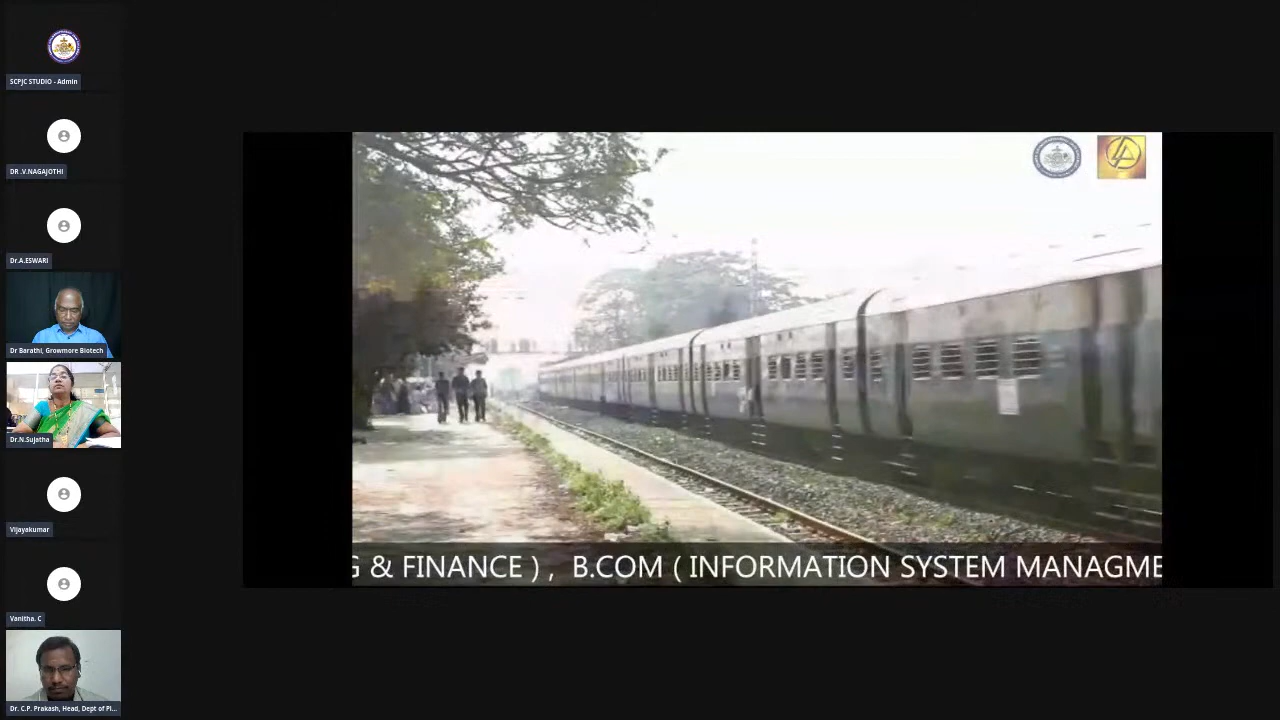 SCPJC STUDIO - Admin
DR .V.NAGAJOTHI
Dr.A.ESWARI
Dr Barathi, Growmore Biotech
Dr.N.Sujatha
Vijayakumar
Vanitha. C
Dr. C.P. Prakash, Head, Dept of Pl...
G & FINANCE ) , B.COM ( INFORMATION SYSTEM MANAGME